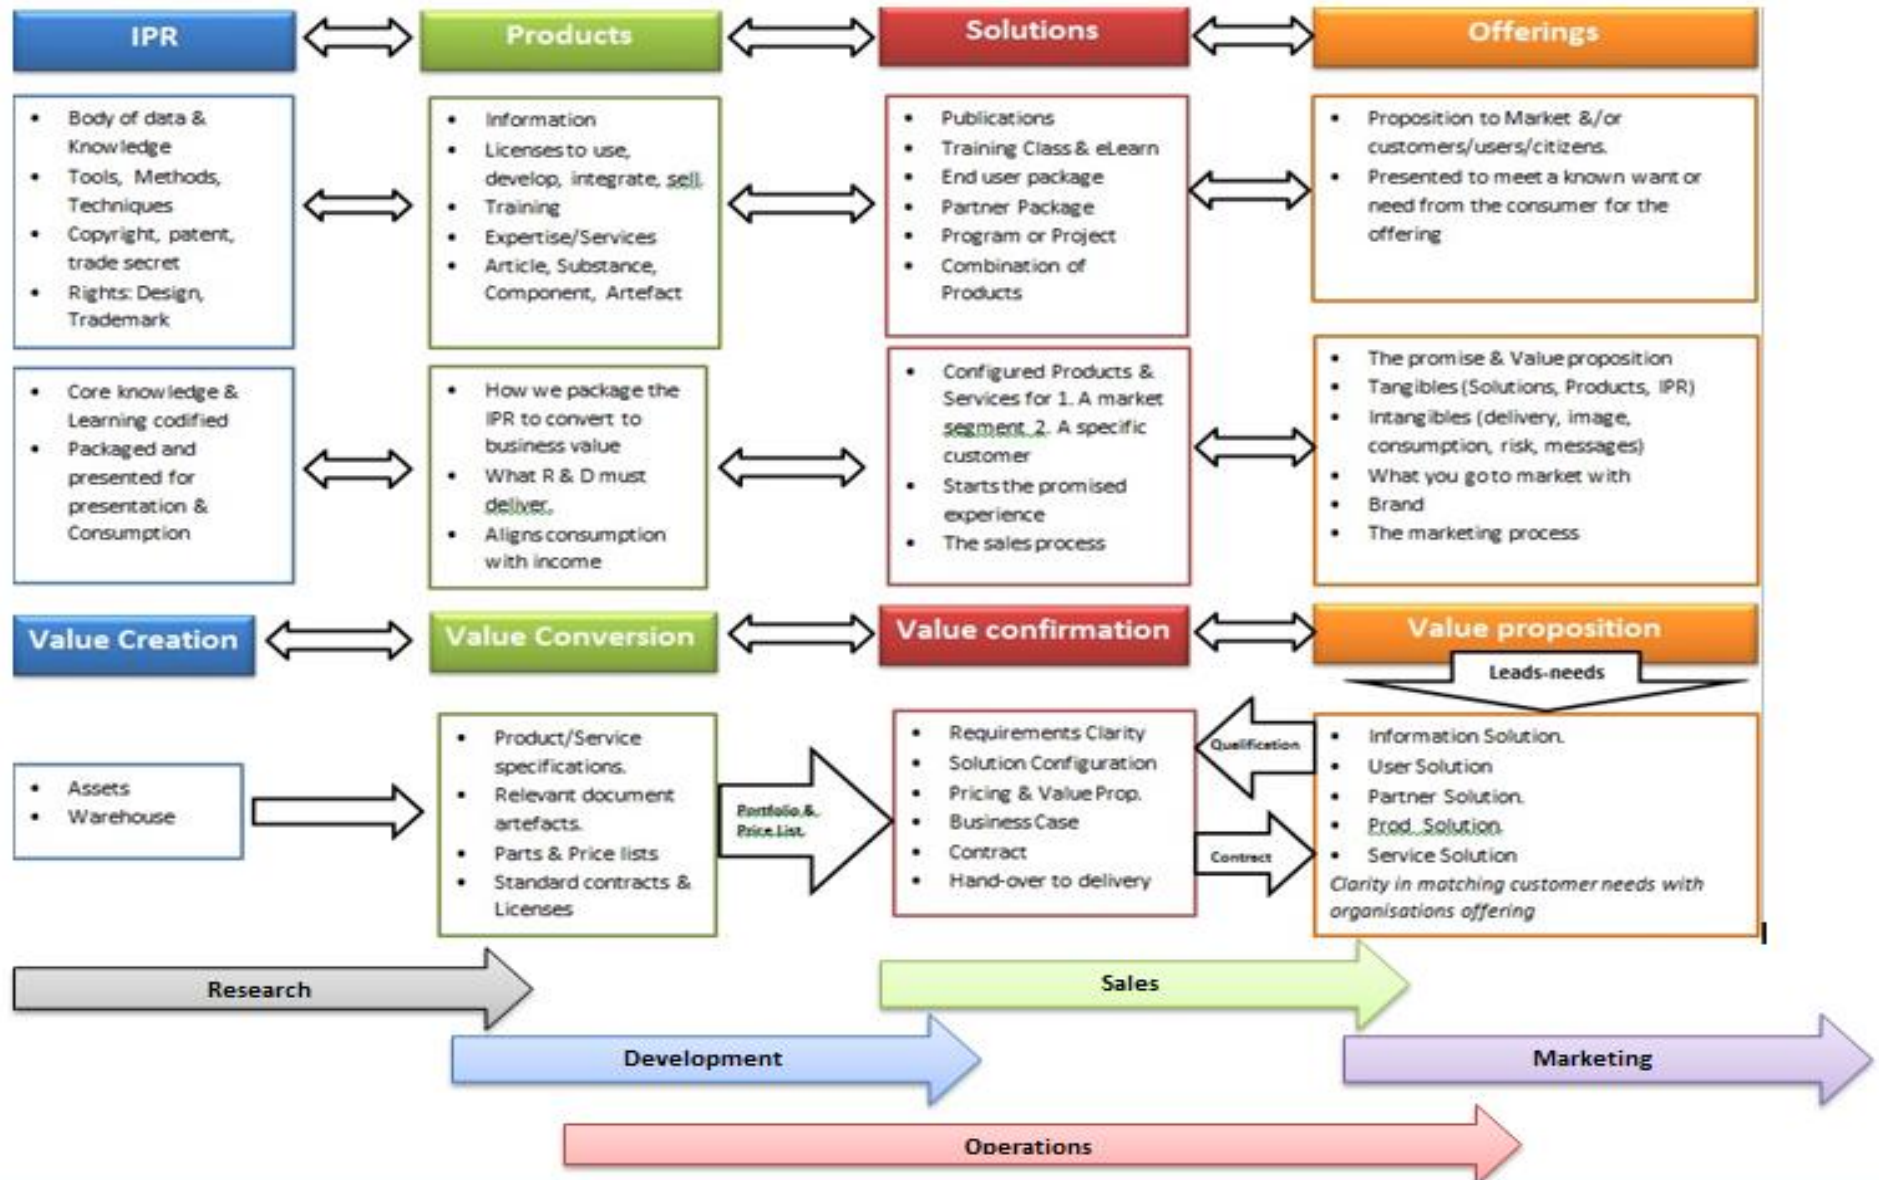 IPR
Products
Solutions
Offerings
• Body of data &
Knowledge
• Tools, Methods,
Techniques
• Copyright, patent,
trade secret
• Rights: Design,
Trademark
• Information
• Licenses to use,
develop, integrate, sell.
• Training
• Expertise/Services
• Article, Substance,
Component, Artefact
• Publications
• Training Class & eLearn
• End user package
• Partner Package
• Program or Project
• Combination of
Products
• Proposition to Market &/or
customers/users/citizens.
• Presented to meet a known want or
need from the consumer for the
offering
• Core knowledge &
Learning codified
• Packaged and
presented for
presentation &
Consumption
• How we package the
IPR to convert to
business value
• What R & D must
deliver.
• Aligns consumption
with income
• Configured Products &
Services for 1. A market
segment 2. A specific
customer
• Starts the promised
experience
• The sales process
• The promise & Value proposition
• Tangibles (Solutions, Products, IPR)
• Intangibles (delivery, image,
consumption, risk, messages)
• What you go to market with
• Brand
• The marketing process
Value Creation
Value Conversion
Value confirmation
Value proposition
Leads-needs
• Assets
• Warehouse
• Product/Service
specifications.
• Relevant document
artefacts.
• Parts & Price lists
• Standard contracts &
Licenses
Portfolio &
Price List.
• Requirements Clarity
• Solution Configuration
• Pricing & Value Prop.
• Business Case
• Contract
• Hand-over to delivery
Qualification
Contract
• Information Solution.
• User Solution
• Partner Solution.
• Prod Solution.
• Service Solution
Clarity in matching customer needs with
organisations offering
Research
Sales
Development
Marketing
Operations